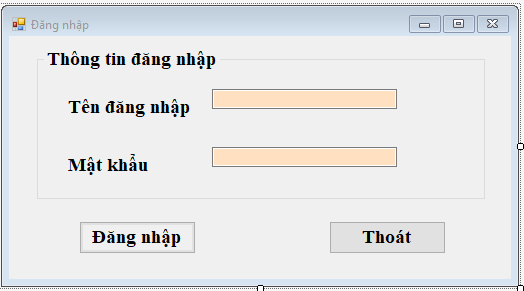 Đăng nhập
Thông tin đăng nhập
Tên đăng nhập
Mật khẩu
Đăng nhập
Thoát